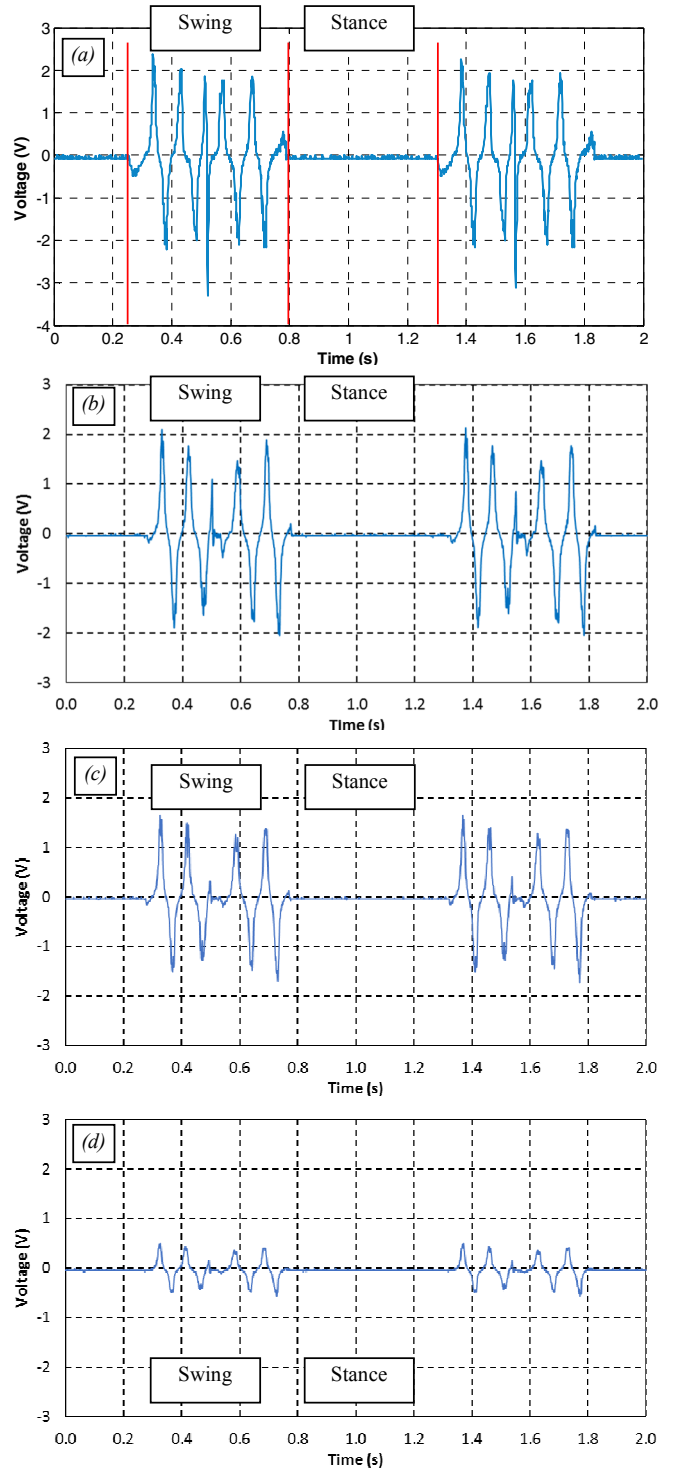 Swing Stance
(a)
3
2
1
0
-1
-2
-3
-4
Voltage (V)
0 0.2 0.4 0.6 0.8 1 1.2 1.4 1.6 1.8 2
Time (s)
Swing Stance
(b)
3
2
1
0
-1
-2
-3
Voltage (V)
0.0 0.2 0.4 0.6 0.8 1.0 1.2 1.4 1.6 1.8 2.0
Time (s)
Swing Stance
(c)
3
2
1
0
-1
-2
-3
Voltage (V)
0.0 0.2 0.4 0.6 0.8 1.0 1.2 1.4 1.6 1.8 2.0
Time (s)
(d)
3
2
1
0
-1
-2
-3
Voltage (V)
Swing Stance
0.0 0.2 0.4 0.6 0.8 1.0 1.2 1.4 1.6 1.8 2.0
Time (s)